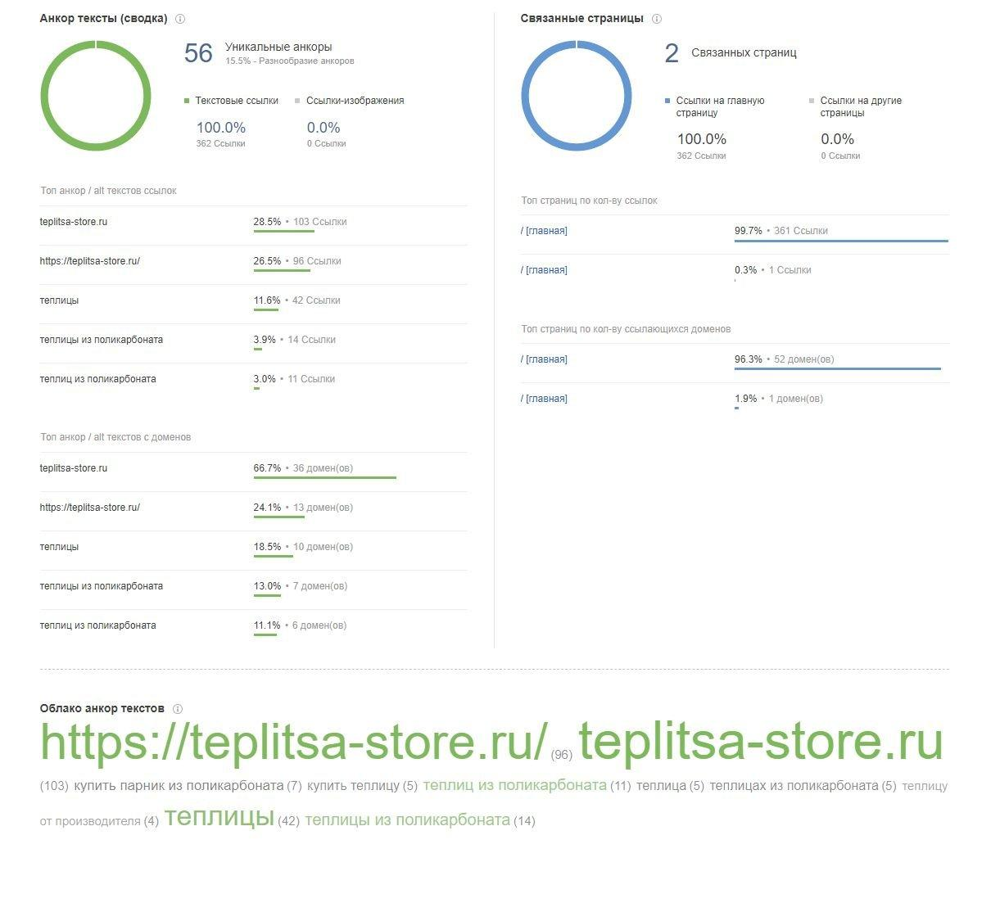 Анкор тексты (сводка)
56
Уникальные анкоры
15.5% - Разнообразие анкоров
Текстовые ссылки
Ссылки-изображения
100.0%
0.0%
362 Ссылки
0 Ссылки
Топ анкор / alt текстов ссылок
teplitsa-store.ru 28.5% • 103 Ссылки
https://teplitsa-store.ru/ 26.5% • 96 Ссылки
теплицы 11.6% • 42 Ссылки
теплицы из поликарбоната 3.9% • 14 Ссылки
теплиц из поликарбоната 3.0% • 11 Ссылки
Топ анкор / alt текстов с доменов
teplitsa-store.ru 66.7% • 36 домен(ов)
https://teplitsa-store.ru/ 24.1% • 13 домен(ов)
теплицы 18.5% • 10 домен(ов)
теплицы из поликарбоната 13.0% • 7 домен(ов)
теплиц из поликарбоната 11.1% • 6 домен(ов)
Связанные страницы
2 Связанных страниц
Ссылки на главную
страницу
Ссылки на другие
страницы
100.0%
0.0%
362 Ссылки
0 Ссылки
Топ страниц по кол-ву ссылок
/ [главная] 99.7% • 361 Ссылки
/ [главная] 0.3% • 1 Ссылки
Топ страниц по кол-ву ссылающихся доменов
/ [главная] 96.3% • 52 домен(ов)
/ [главная] 1.9% • 1 домен(ов)
Облако анкор текстов
https://teplitsa-store.ru/ (96) teplitsa-store.ru
(103) купить парник из поликарбоната (7) купить теплицу (5) теплиц из поликарбоната (11) теплица (5) теплицах из поликарбоната (5) теплицу
от производителя (4) теплицы (42) теплицы из поликарбоната (14)